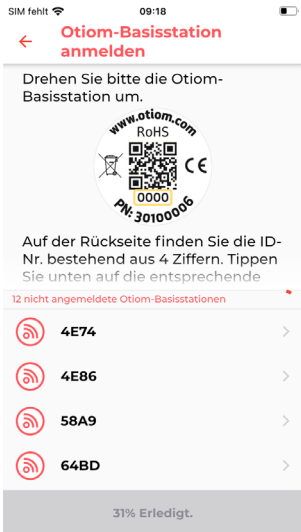 SIM fehlt 09:18
Otiom-Basisstation
anmelden
Drehen Sie bitte die Otiom-
Basisstation um.
www.otiom.com
RoHS
CE
0000
PN: 30100006
Auf der Rückseite finden Sie die ID-
Nr. bestehend aus 4 Ziffern. Tippen
Sie unten auf die entsprechende
12 nicht angemeldete Otiom-Basisstationen
4E74
4E86
58A9
64BD
31% Erledigt.